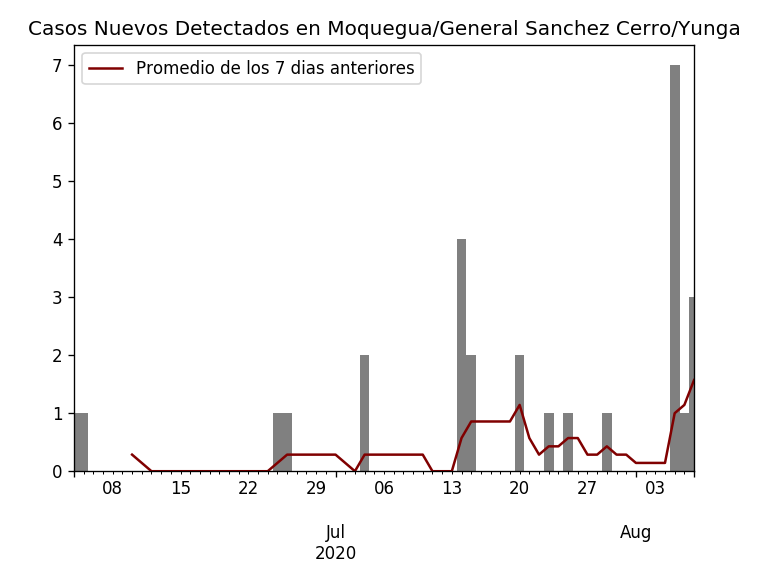 Casos Nuevos Detectados en Moquegua/General Sanchez Cerro/Yunga
Promedio de los 7 dias anteriores
7
6
5
4
3
2
1
0
08 15 22 29 06 13 20 27 03
Jul Aug
2020